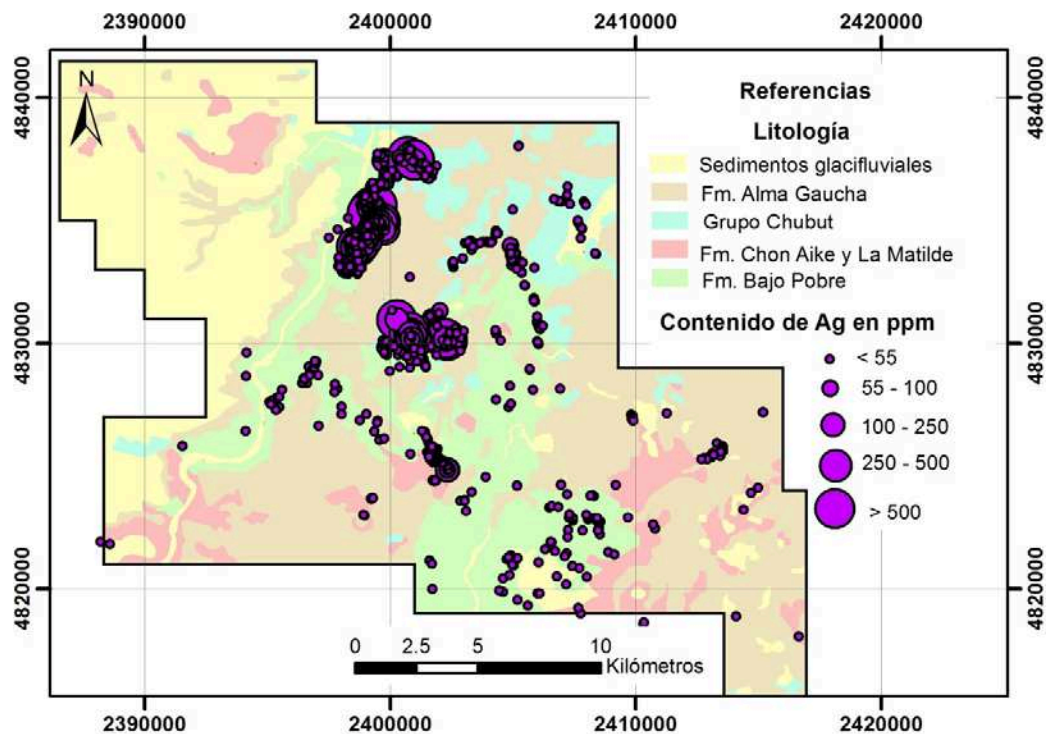 2390000 2400000 2410000 2420000
4840000 4840000
N
Referencias
Litología
Sedimentos glacifluviales
Fm. Alma Gaucha
Grupo Chubut
Fm. Chon Aike y La Matilde
Fm. Bajo Pobre
Contenido de Ag en ppm
< 55
55 - 100
100 - 250
250 - 500
> 500
4830000 4830000
4820000 4820000
0 2.5 5 10
Kilómetros
2390000 2400000 2410000 2420000